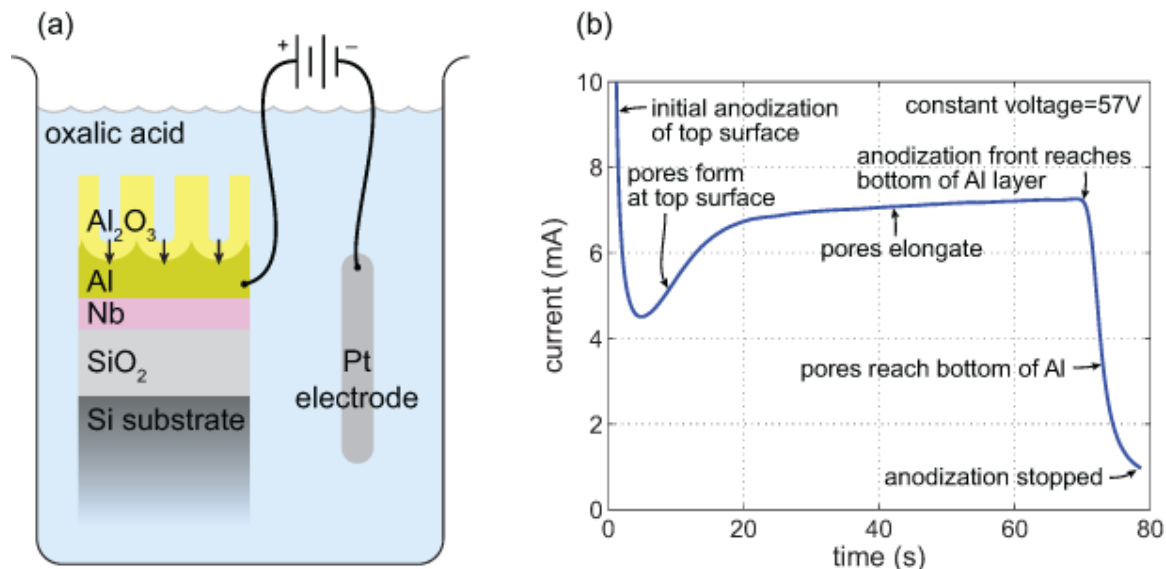 (a)
+ −
oxalic acid
Al₂O₃
Al
Nb
SiO₂
Si substrate
Pt
electrode
(b)
current (mA)
10
8
6
4
2
0
initial anodization
of top surface
constant voltage=57V
pores form
at top surface
anodization front reaches
bottom of Al layer
pores elongate
pores reach bottom of Al
anodization stopped
0 20 40 60 80
time (s)